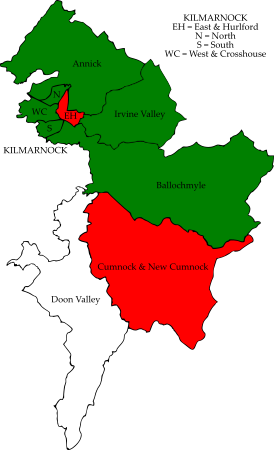 KILMARNOCK
EH = East & Hurlford
N = North
S = South
WC = West & Crosshouse
Annick
N
WC
EH
Irvine Valley
S
KILMARNOCK
Ballochmyle
Cumnock & New Cumnock
Doon Valley